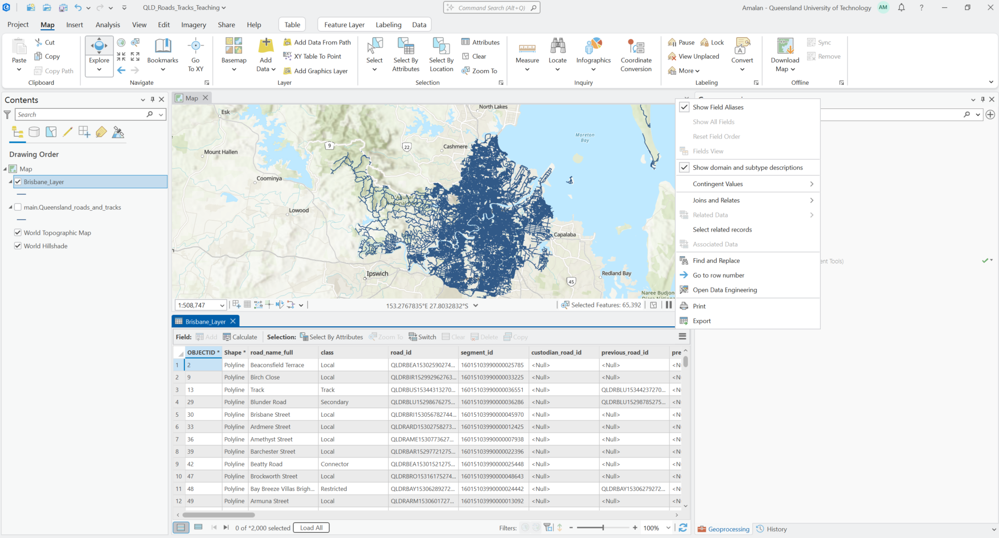 QLD_Roads_Tracks_Teaching
Command Search (Alt+Q)
Amalan - Queensland University of Technology
AM
?
Project
Map
Insert
Analysis
View
Edit
Imagery
Share
Help
Table
Feature Layer
Labeling
Data
Paste
Cut
Copy
Copy Path
Clipboard
Explore
Bookmarks
Go
To XY
Navigate
Basemap
Add
Data
Add Data From Path
XY Table To Point
Add Graphics Layer
Layer
Select
Select By
Attributes
Select By
Location
Attributes
Clear
Zoom To
Selection
Measure
Locate
Infographics
Coordinate
Conversion
Inquiry
Pause
Lock
View Unplaced
More
Convert
Labeling
Download
Map
Sync
Remove
Offline
Contents
Search
Drawing Order
Map
Brisbane_Layer
main.Queensland_roads_and_tracks
World Topographic Map
World Hillshade
Map
Esk
North Lakes
Moreton
Bay
9
22
Cashmere
Mount Hallen
Coominya
D'Aguilar
Lowood
Capalaba
Ipswich
45
Redland Bay
Naree Budjon
1:508,747
153.2767835°E 27.8032832°S
Selected Features: 65,392
Show Field Aliases
Show All Fields
Reset Field Order
Fields View
Show domain and subtype descriptions
Contingent Values
Joins and Relates
Related Data
Select related records
Associated Data
Find and Replace
Go to row number
Open Data Engineering
Print
Export
ent Tools)
Brisbane_Layer
Field: Add Calculate Selection: Select By Attributes Zoom To Switch Clear Delete Copy
OBJECTID * Shape * road_name_full class road_id segment_id custodian_road_id previous_road_id pre
1 2 Polyline Beaconsfield Terrace Local QLDRBEA15302590274... 16015103990000025785 <Null> <Null> <N
2 9 Polyline Birch Close Local QLDRBIR152992962763... 16015103990000033225 <Null> <Null> <N
3 13 Polyline Track Track QLDRBUS15344313270... 16015103990000036551 <Null> QLDRBLU15344237270... <N
4 29 Polyline Blunder Road Secondary QLDRBLU15298676275... 16015103990000036286 <Null> QLDRBLU15298785275... <N
5 30 Polyline Brisbane Street Local QLDRBRI153056782744... 16015103990000045970 <Null> <Null> <N
6 33 Polyline Ardmere Street Local QLDRARD15302758273... 16015103990000012425 <Null> <Null> <N
7 36 Polyline Amethyst Street Local QLDRAME1530773627... 16015103990000007938 <Null> <Null> <N
8 39 Polyline Barchester Street Local QLDRBAR15297721275... 16015103990000022396 <Null> <Null> <N
9 42 Polyline Beatty Road Connector QLDRBEA15301521275... 16015103990000025448 <Null> <Null> <N
10 47 Polyline Brockworth Street Local QLDRBRO15316175274... 16015103990000048643 <Null> <Null> <N
11 48 Polyline Bay Breeze Villas Brigh... Restricted QLDRBAY15306289272... 16015103990000024442 <Null> QLDRBAY15306279272... <N
12 49 Polyline Armuna Street Local QLDRARM1530601727... 16015103990000013092 <Null> <Null> <N
0 of *2,000 selected
Load All
Filters:
- + 100%
Geoprocessing
History